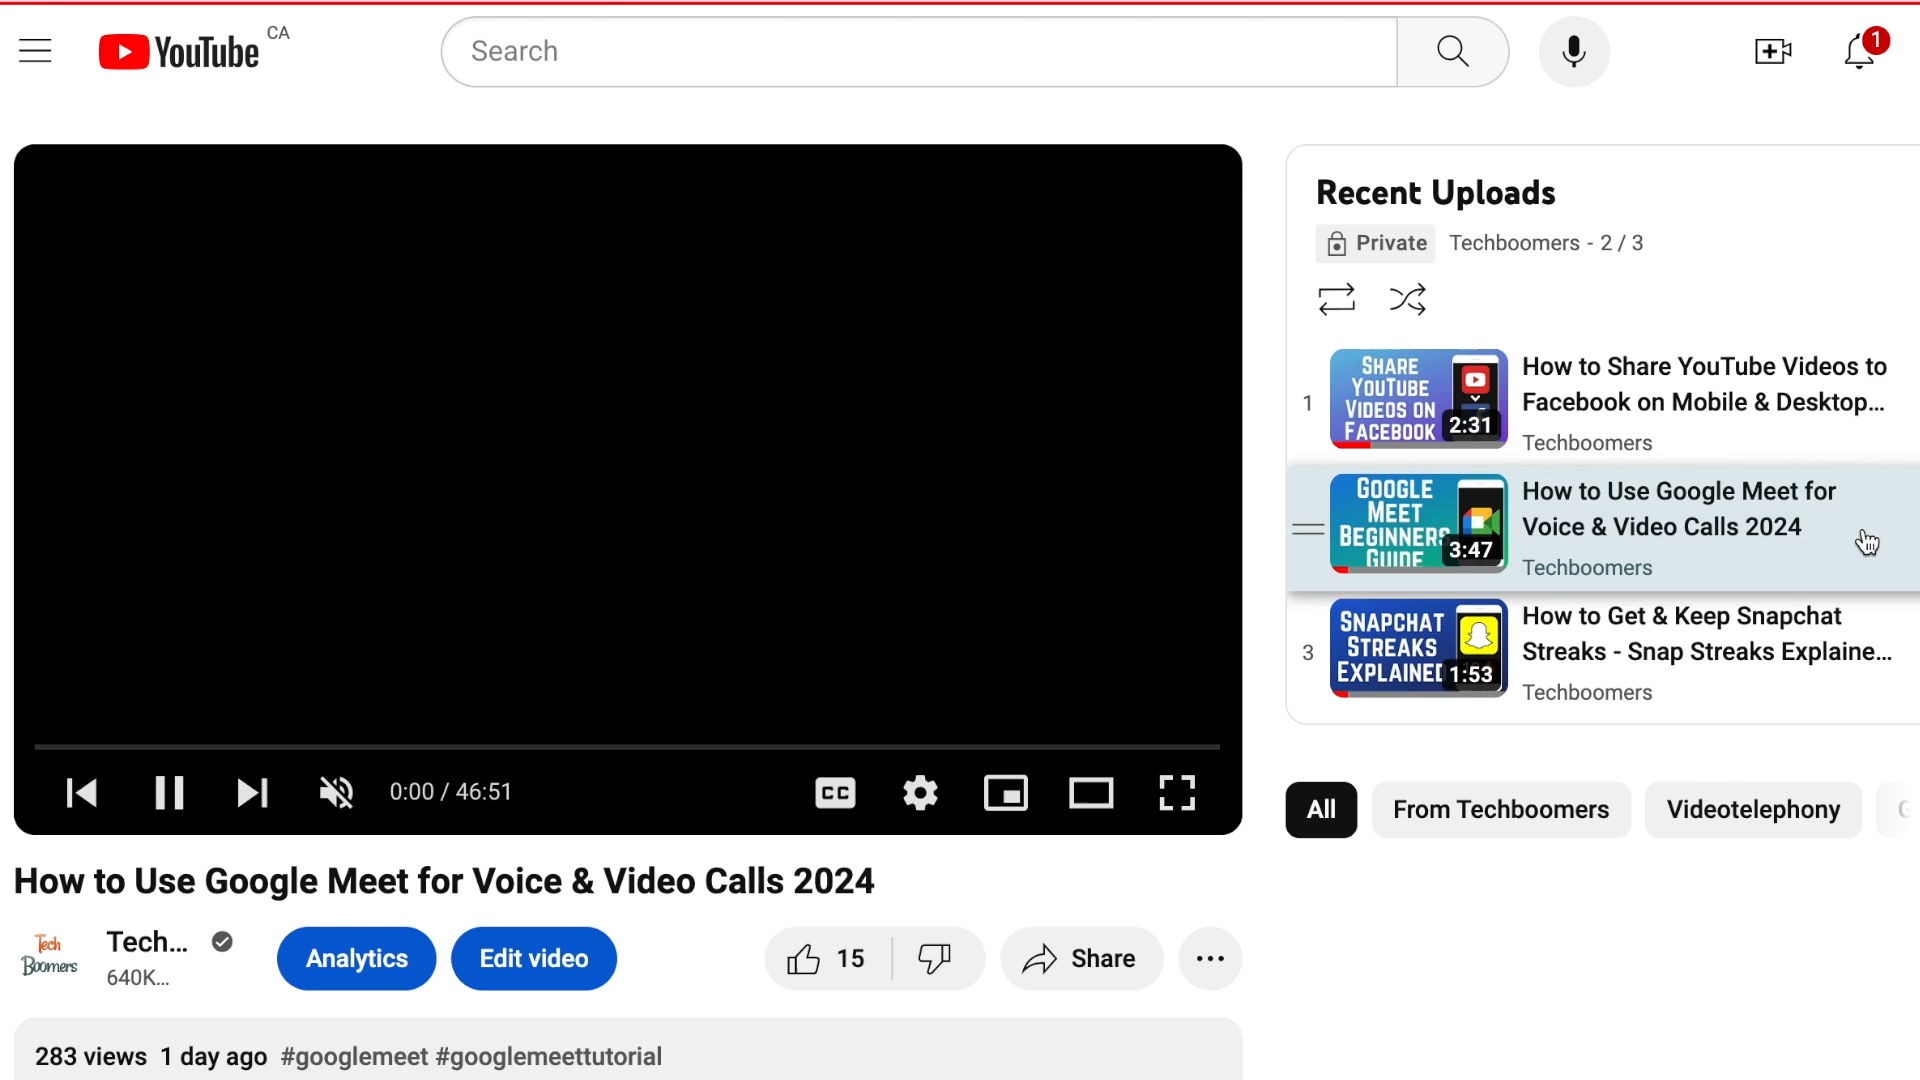 YouTube CA
Search
1
Recent Uploads
Private Techboomers - 2 / 3
1
SHARE
YOUTUBE
VIDEOS ON
FACEBOOK
2:31
How to Share YouTube Videos to
Facebook on Mobile & Desktop...
Techboomers
GOOGLE
MEET
BEGINNERS
GUIDE
3:47
How to Use Google Meet for
Voice & Video Calls 2024
Techboomers
3
SNAPCHAT
STREAKS
EXPLAINED
1:53
How to Get & Keep Snapchat
Streaks - Snap Streaks Explaine...
Techboomers
0:00 / 46:51
CC
All
From Techboomers
Videotelephony
How to Use Google Meet for Voice & Video Calls 2024
Tech
Boomers
Tech...
640K...
Analytics
Edit video
15
Share
283 views 1 day ago #googlemeet #googlemeettutorial